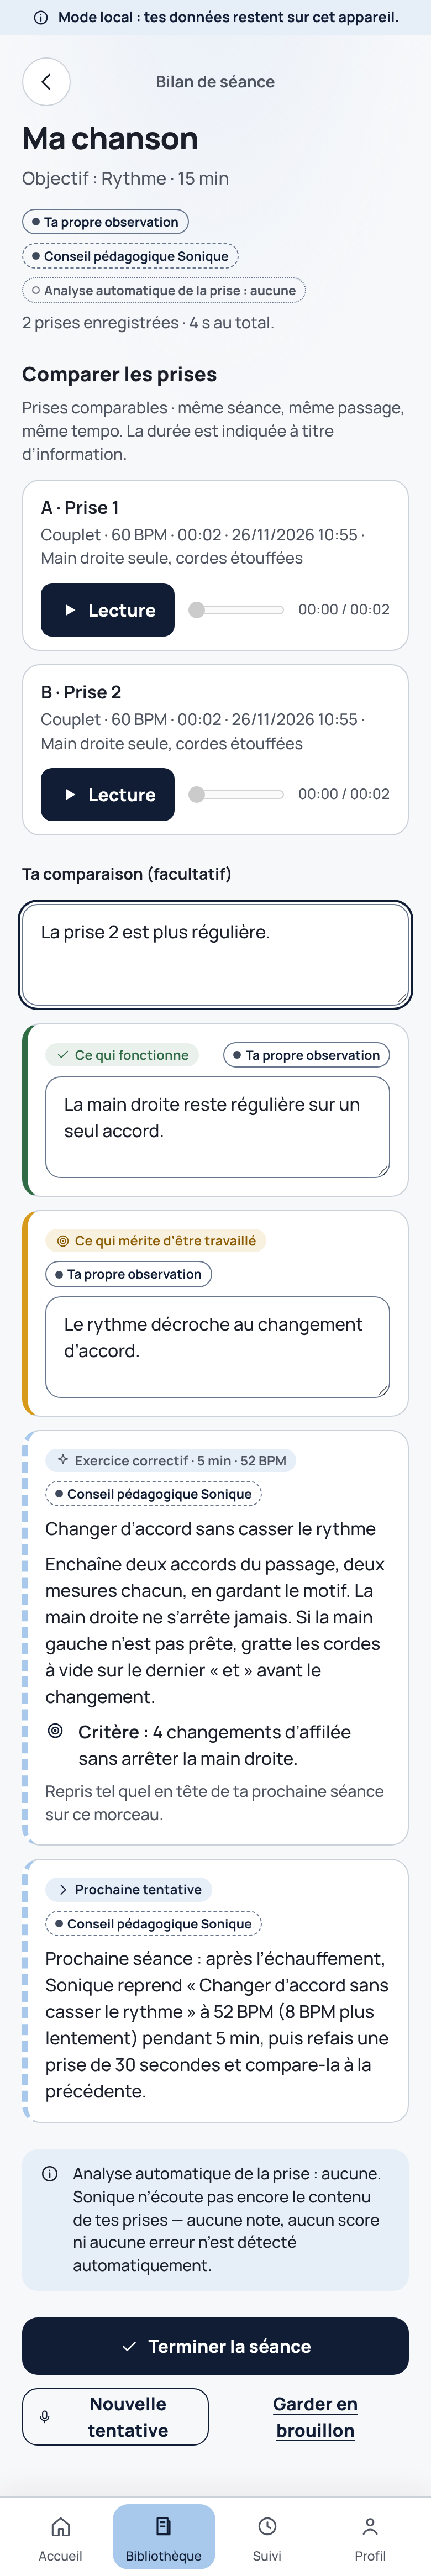 Mode local : tes données restent sur cet appareil.
Bilan de séance
Ma chanson
Objectif : Rythme · 15 min
Ta propre observation
Conseil pédagogique Sonique
Analyse automatique de la prise : aucune
2 prises enregistrées · 4 s au total.
Comparer les prises
Prises comparables · même séance, même passage,
même tempo. La durée est indiquée à titre
d’information.
A · Prise 1
Couplet · 60 BPM · 00:02 · 26/11/2026 10:55 ·
Main droite seule, cordes étouffées
Lecture
00:00 / 00:02
B · Prise 2
Couplet · 60 BPM · 00:02 · 26/11/2026 10:55 ·
Main droite seule, cordes étouffées
Lecture
00:00 / 00:02
Ta comparaison (facultatif)
La prise 2 est plus régulière.
Ce qui fonctionne
Ta propre observation
La main droite reste régulière sur un
seul accord.
Ce qui mérite d’être travaillé
Ta propre observation
Le rythme décroche au changement
d’accord.
Exercice correctif · 5 min · 52 BPM
Conseil pédagogique Sonique
Changer d’accord sans casser le rythme
Enchaîne deux accords du passage, deux
mesures chacun, en gardant le motif. La
main droite ne s’arrête jamais. Si la main
gauche n’est pas prête, gratte les cordes
à vide sur le dernier « et » avant le
changement.
Critère : 4 changements d’affilée
sans arrêter la main droite.
Repris tel quel en tête de ta prochaine séance
sur ce morceau.
Prochaine tentative
Conseil pédagogique Sonique
Prochaine séance : après l’échauffement,
Sonique reprend « Changer d’accord sans
casser le rythme » à 52 BPM (8 BPM plus
lentement) pendant 5 min, puis refais une
prise de 30 secondes et compare-la à la
précédente.
Analyse automatique de la prise : aucune.
Sonique n’écoute pas encore le contenu
de tes prises — aucune note, aucun score
ni aucune erreur n’est détecté
automatiquement.
Terminer la séance
Nouvelle
tentative
Garder en
brouillon
Accueil
Bibliothèque
Suivi
Profil